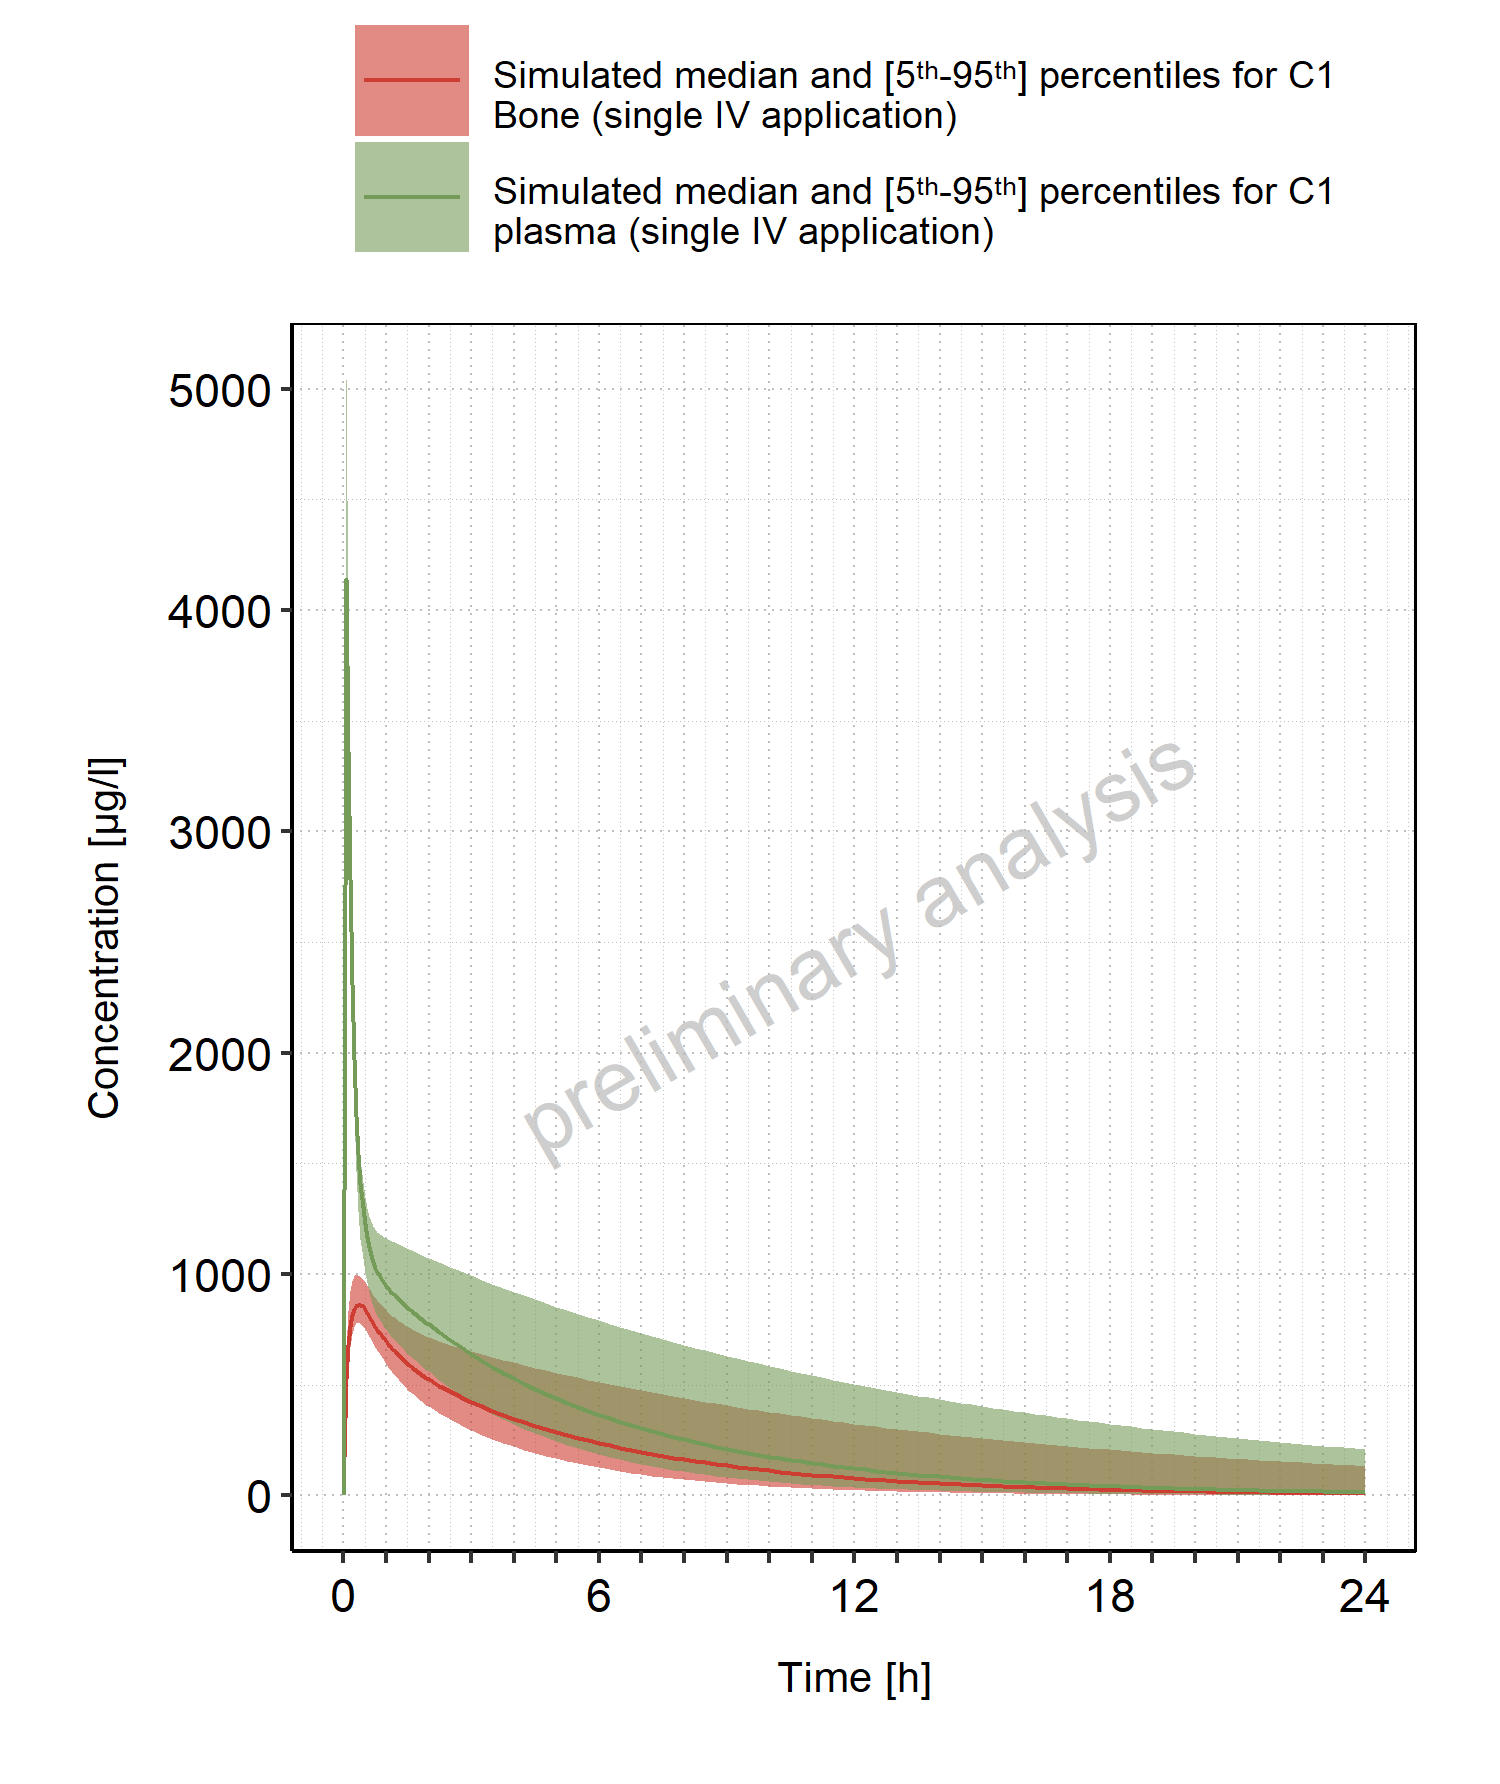 Simulated median and [5th-95th] percentiles for C1
Bone (single IV application)
Simulated median and [5th-95th] percentiles for C1
plasma (single IV application)
5000
4000
3000
2000
1000
0
Concentration [µg/l]
preliminary analysis
0 6 12 18 24
Time [h]